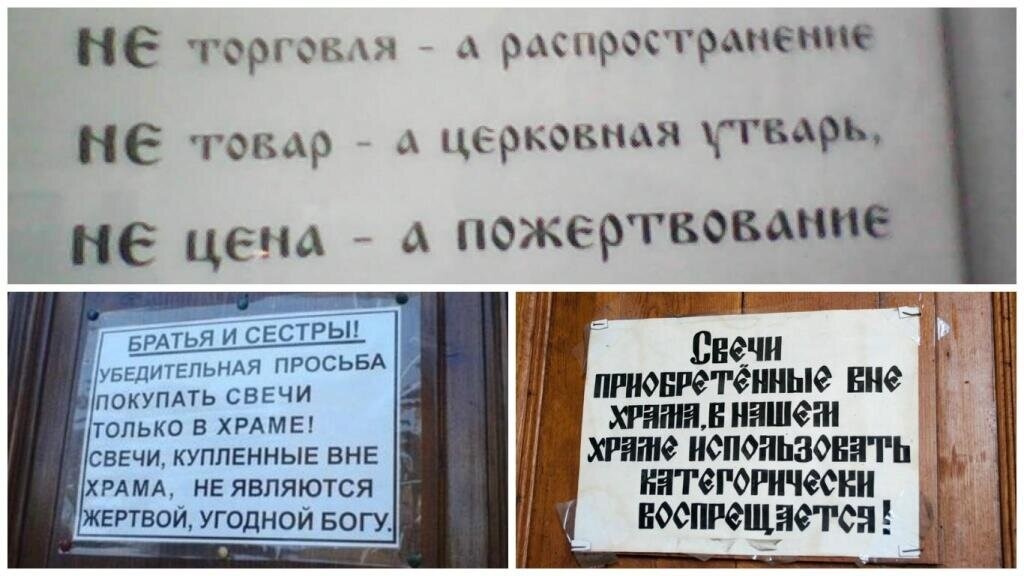 НЕ торговля - а распространение
НЕ товар - а церковная утварь,
НЕ цена - а пожертвование
БРАТЬЯ И СЕСТРЫ!
УБЕДИТЕЛЬНАЯ ПРОСЬБА
ПОКУПАТЬ СВЕЧИ
ТОЛЬКО В ХРАМЕ!
СВЕЧИ, КУПЛЕННЫЕ ВНЕ
ХРАМА, НЕ ЯВЛЯЮТСЯ
ЖЕРТВОЙ, УГОДНОЙ БОГУ.
Свечи
приобретённые вне
храма, в нашем
храме использовать
категорически
воспрещается!